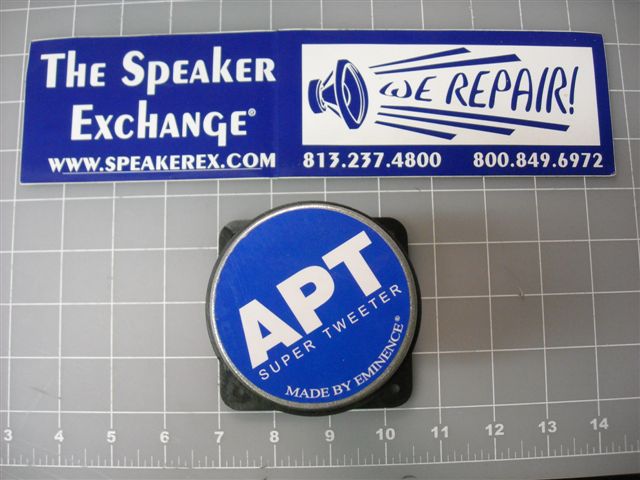 THE SPEAKER
EXCHANGE®
WWW.SPEAKEREX.COM
WE REPAIR!
813.237.4800 800.849.6972
APT
SUPER TWEETER
MADE BY EMINENCE®
3 4 5 6 7 8 9 10 11 12 13 14